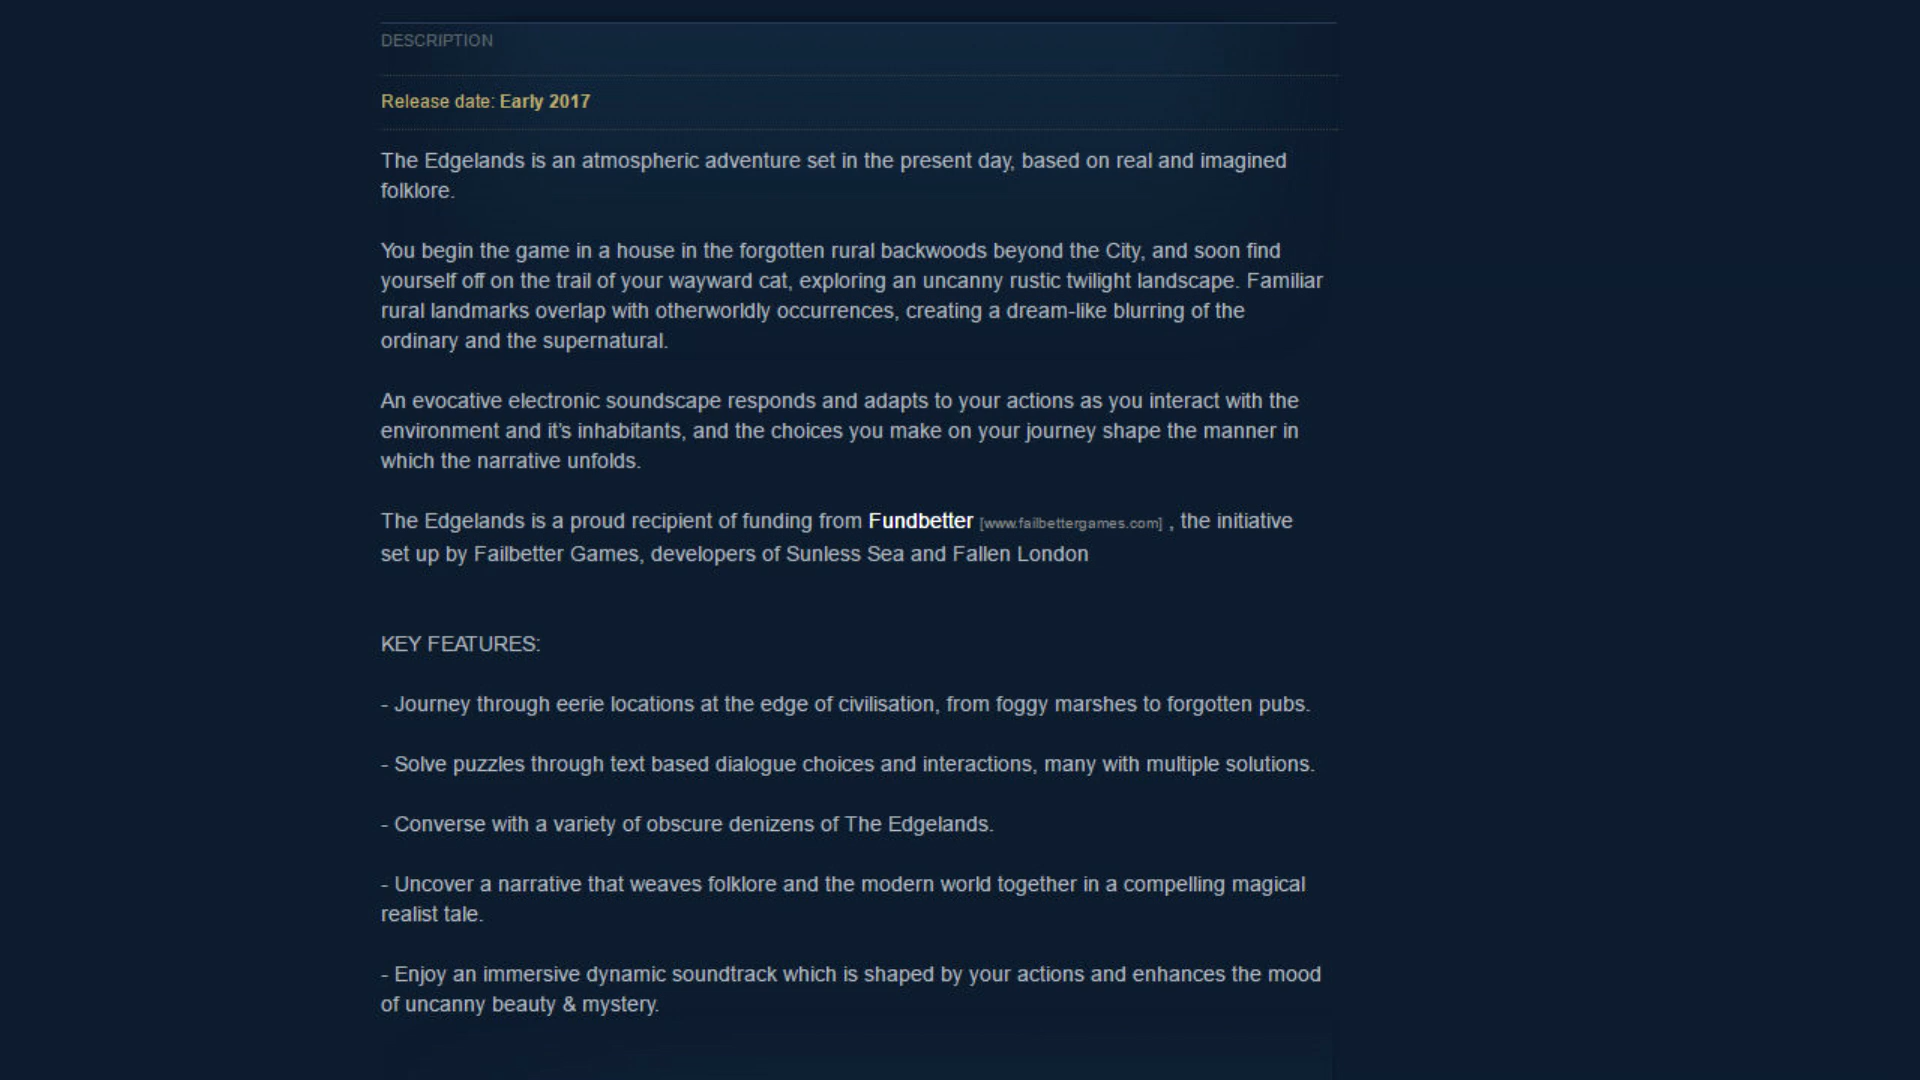 DESCRIPTION
Release date: Early 2017
The Edgelands is an atmospheric adventure set in the present day, based on real and imagined
folklore.
You begin the game in a house in the forgotten rural backwoods beyond the City, and soon find
yourself off on the trail of your wayward cat, exploring an uncanny rustic twilight landscape. Familiar
rural landmarks overlap with otherworldly occurrences, creating a dream-like blurring of the
ordinary and the supernatural.
An evocative electronic soundscape responds and adapts to your actions as you interact with the
environment and it's inhabitants, and the choices you make on your journey shape the manner in
which the narrative unfolds.
The Edgelands is a proud recipient of funding from Fundbetter [www.failbettergames.com] , the initiative
set up by Failbetter Games, developers of Sunless Sea and Fallen London
KEY FEATURES:
- Journey through eerie locations at the edge of civilisation, from foggy marshes to forgotten pubs.
- Solve puzzles through text based dialogue choices and interactions, many with multiple solutions.
- Converse with a variety of obscure denizens of The Edgelands.
- Uncover a narrative that weaves folklore and the modern world together in a compelling magical
realist tale.
- Enjoy an immersive dynamic soundtrack which is shaped by your actions and enhances the mood
of uncanny beauty & mystery.